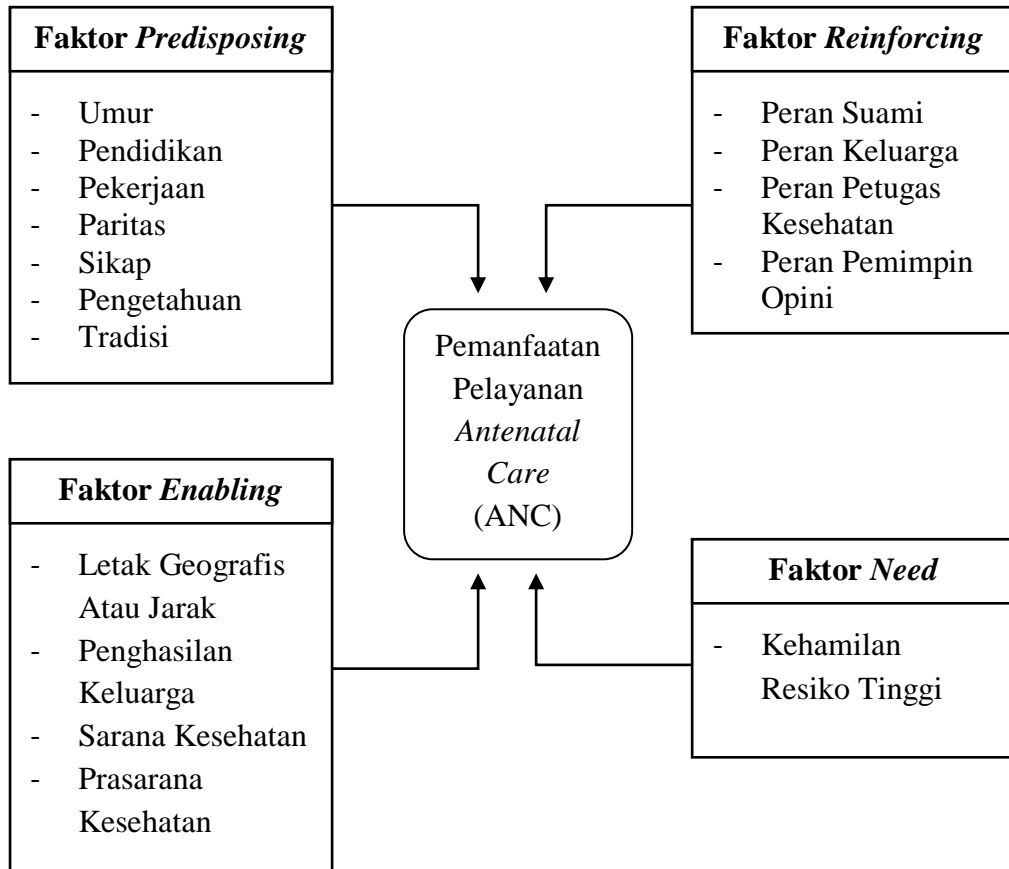 Faktor Predisposing
- Umur
- Pendidikan
- Pekerjaan
- Paritas
- Sikap
- Pengetahuan
- Tradisi
Faktor Reinforcing
- Peran Suami
- Peran Keluarga
- Peran Petugas
Kesehatan
- Peran Pemimpin
Opini
Pemanfaatan
Pelayanan
Antenatal
Care
(ANC)
Faktor Enabling
- Letak Geografis
Atau Jarak
- Penghasilan
Keluarga
- Sarana Kesehatan
- Prasarana
Kesehatan
Faktor Need
- Kehamilan
Resiko Tinggi